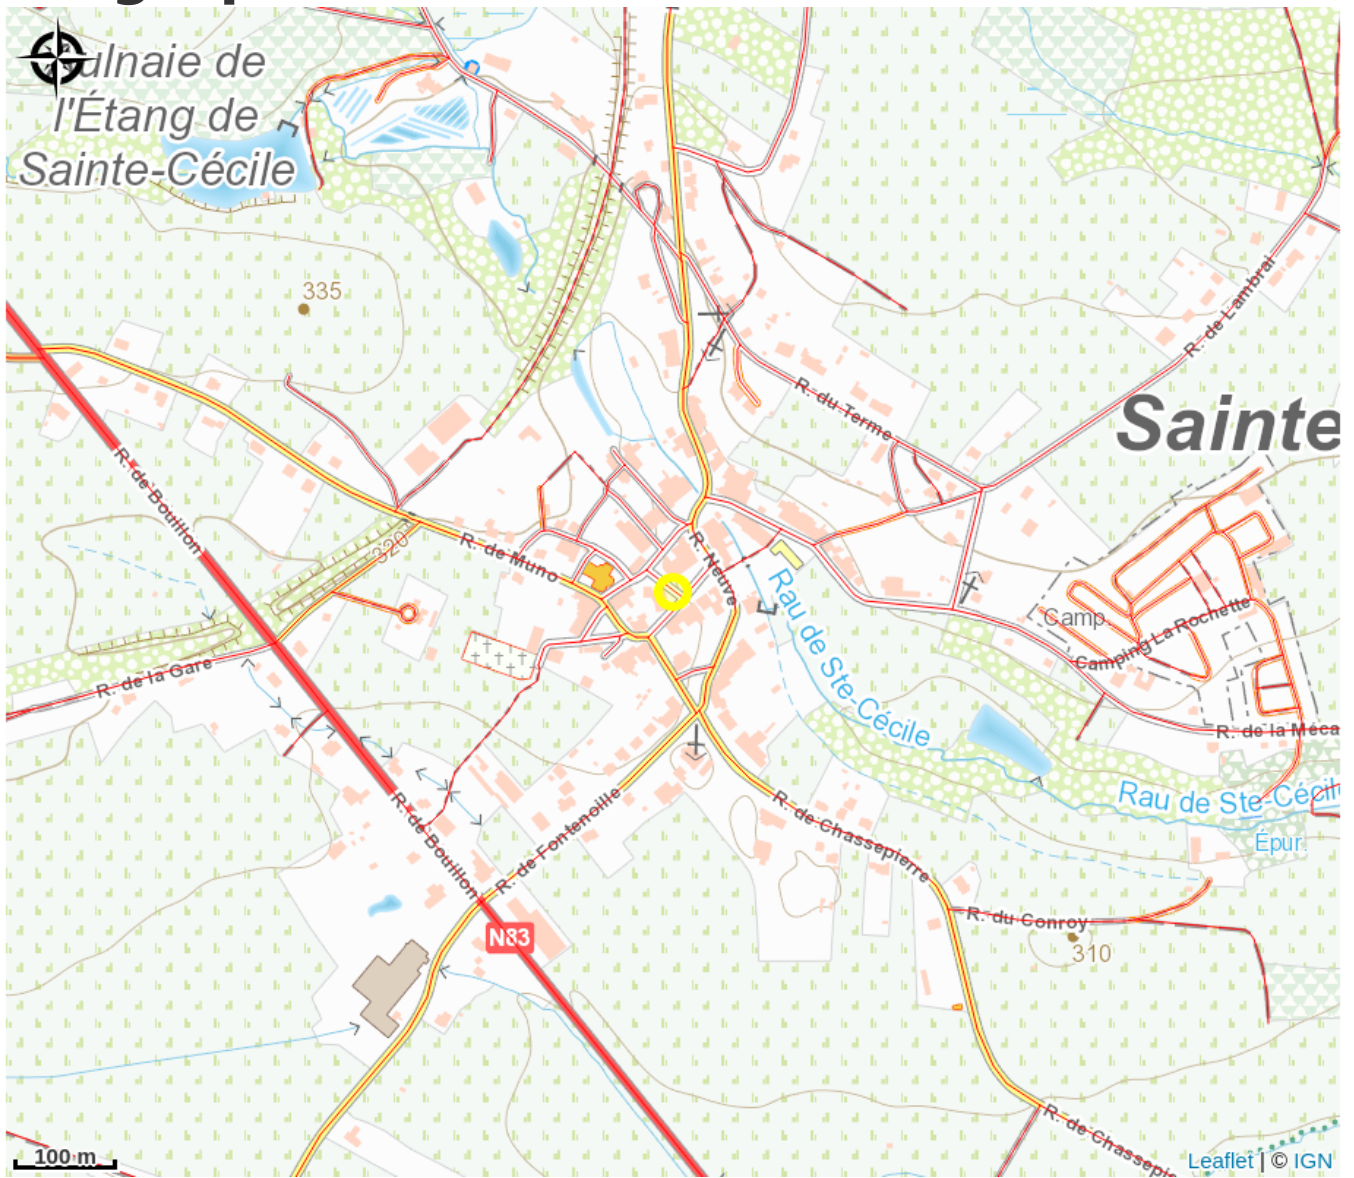 ulnaie de
l'Étang de
Sainte-Cécile
335
R. de Lambrai
R. du Terme
Sainte
R. de Bouillon
320
R. de Muno
R. Neuve
Rau de Ste-Cécile
Camp.
Camping La Rochette
R. de la Gare
R. de la Méca
R. de Bouillon
R. de Fontenoille
R. de Chassepierre
Rau de Ste-Cécil
Épur.
N83
R. du Conroy
310
R. de Chassepie
100 m
Leaflet | © IGN